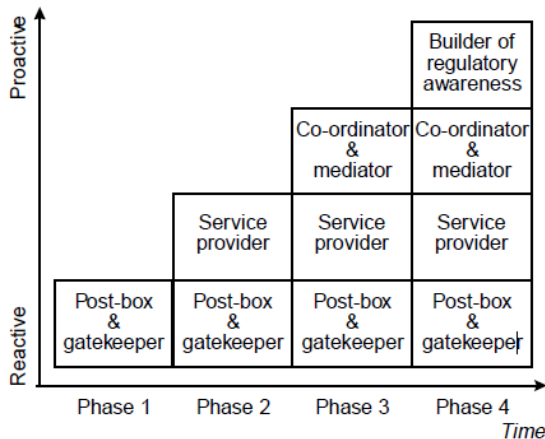 Proactive
Reactive
Builder of
regulatory
awareness
Co-ordinator
&
mediator
Co-ordinator
&
mediator
Service
provider
Service
provider
Service
provider
Post-box
&
gatekeeper
Post-box
&
gatekeeper
Post-box
&
gatekeeper
Post-box
&
gatekeeper
Phase 1
Phase 2
Phase 3
Phase 4
Time